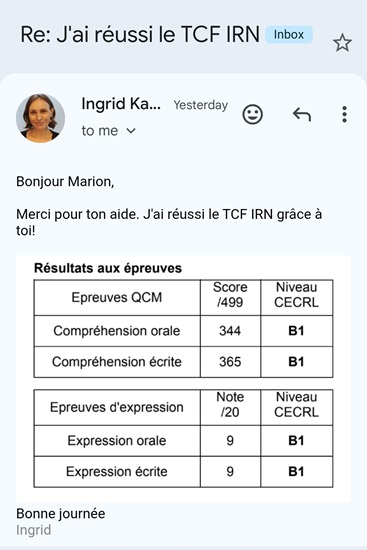 Re: J'ai réussi le TCF IRN Inbox
Ingrid Ka... Yesterday
to me
Bonjour Marion,
Merci pour ton aide. J'ai réussi le TCF IRN grâce à
toi!
Résultats aux épreuves
Epreuves QCM Score /499 Niveau CECRL
Compréhension orale 344 B1
Compréhension écrite 365 B1
Epreuves d'expression Note /20 Niveau CECRL
Expression orale 9 B1
Expression écrite 9 B1
Bonne journée
Ingrid